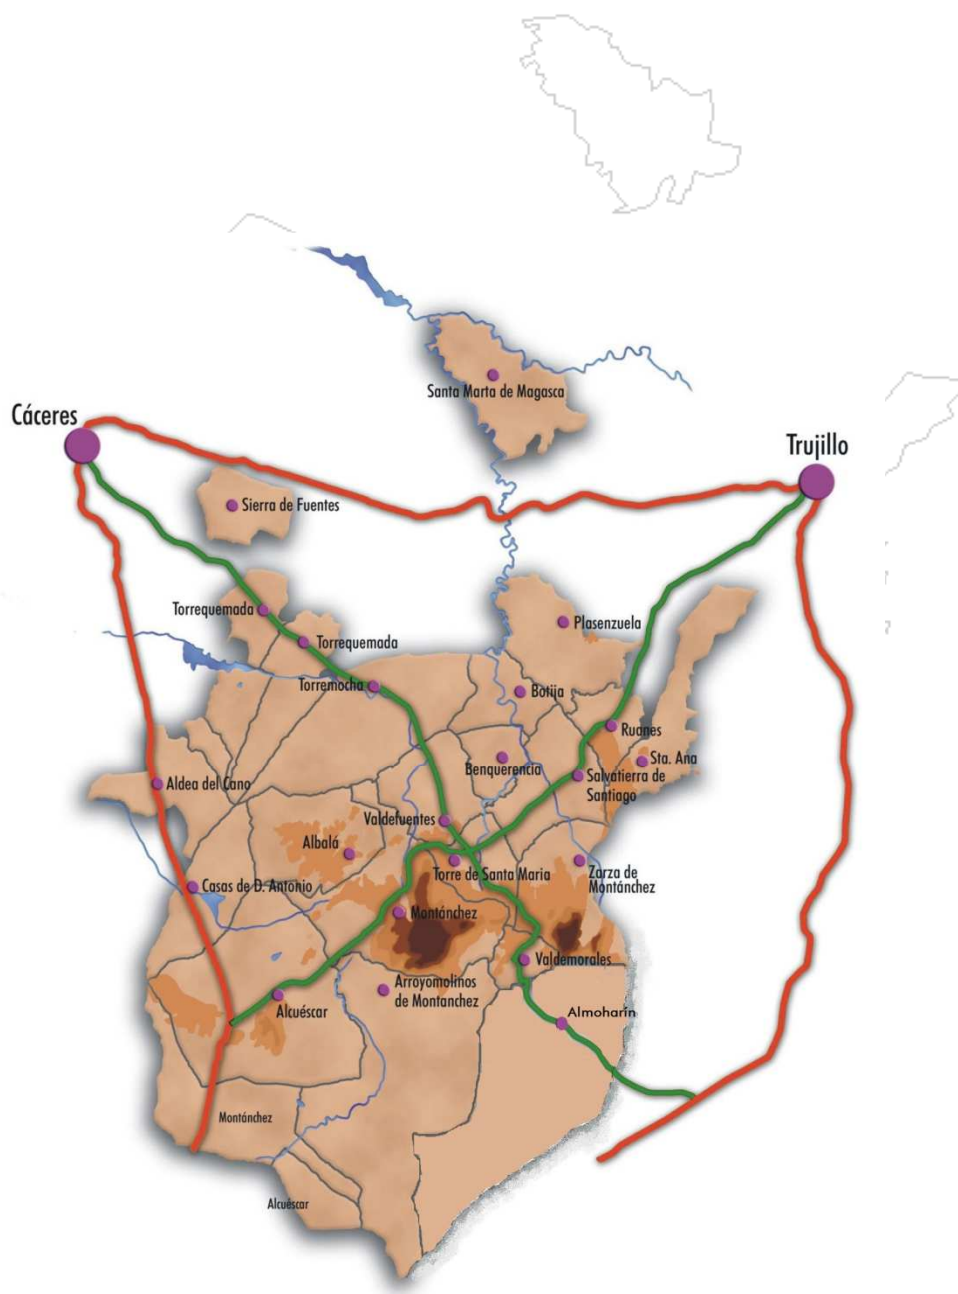 Santa Marta de Magasca
Cáceres
Trujillo
Sierra de Fuentes
Torrequemada
Plasenzuela
Torrequemada
Torremocha
Botija
Ruanes
Sta. Ana
Benquerencia
Salvatierra de
Santiago
Aldea del Cano
Valdefuentes
Albalá
Torre de Santa Maria
Zarza de
Montánchez
Casas de D. Antonio
Montánchez
Valdemorales
Arroyomolinos
de Montanchez
Alcuéscar
Almoharín
Montánchez
Alcuéscar